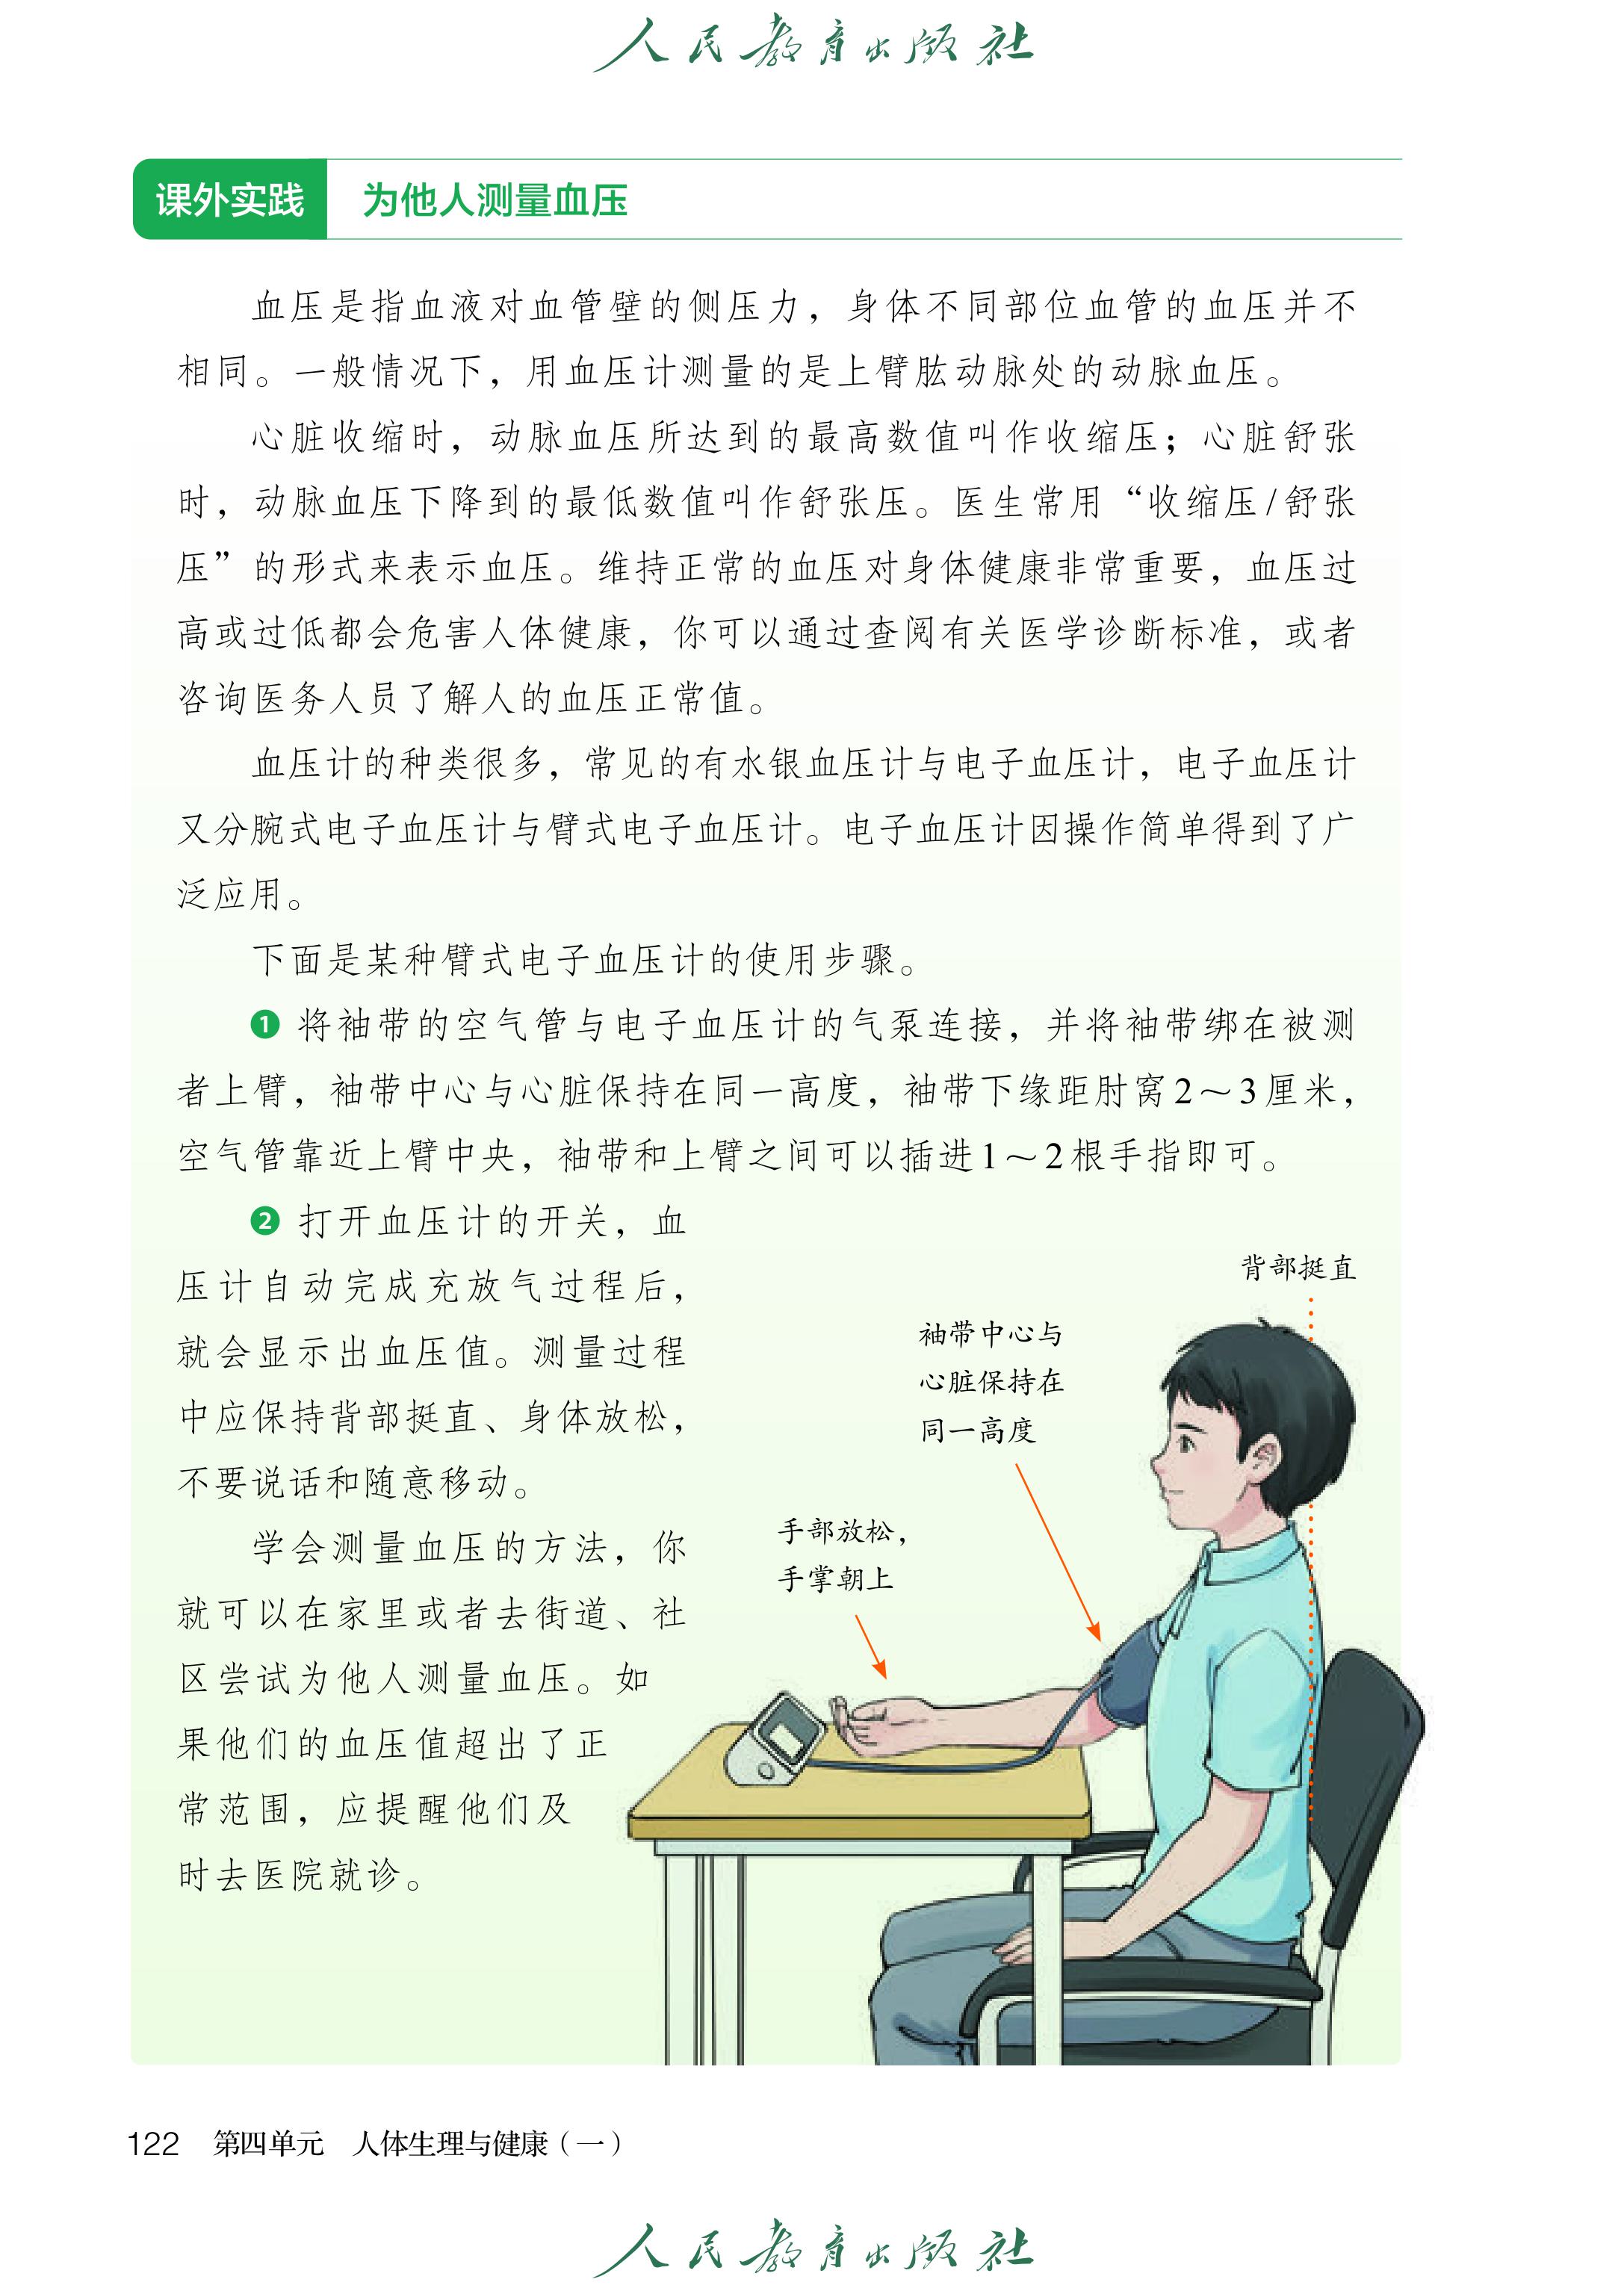 人民教育出版社
课外实践 为他人测量血压
血压是指血液对血管壁的侧压力，身体不同部位血管的血压并不
相同。一般情况下，用血压计测量的是上臂肱动脉处的动脉血压。
心脏收缩时，动脉血压所达到的最高数值叫作收缩压；心脏舒张
时，动脉血压下降到的最低数值叫作舒张压。医生常用“收缩压/舒张
压”的形式来表示血压。维持正常的血压对身体健康非常重要，血压过
高或过低都会危害人体健康，你可以通过查阅有关医学诊断标准，或者
咨询医务人员了解人的血压正常值。
血压计的种类很多，常见的有水银血压计与电子血压计，电子血压计
又分腕式电子血压计与臂式电子血压计。电子血压计因操作简单得到了广
泛应用。
下面是某种臂式电子血压计的使用步骤。
❶ 将袖带的空气管与电子血压计的气泵连接，并将袖带绑在被测
者上臂，袖带中心与心脏保持在同一高度，袖带下缘距肘窝2～3厘米，
空气管靠近上臂中央，袖带和上臂之间可以插进1～2根手指即可。
❷ 打开血压计的开关，血
压计自动完成充放气过程后，
就会显示出血压值。测量过程
中应保持背部挺直、身体放松，
不要说话和随意移动。
学会测量血压的方法，你
就可以在家里或者去街道、社
区尝试为他人测量血压。如
果他们的血压值超出了正
常范围，应提醒他们及
时去医院就诊。
背部挺直
袖带中心与
心脏保持在
同一高度
手部放松，
手掌朝上
122 第四单元 人体生理与健康（一）
人民教育出版社